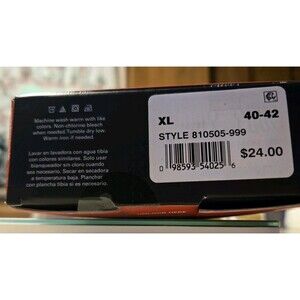 Machine wash warm with like
colors. Non-chlorine bleach
when needed. Tumble dry low.
Warm iron if needed.
Lavar en lavadora con agua tibia
con colores similares. Solo usar
blanqueador sin cloro cuando
sea necesario. Secar en secadora
a temperatura baja. Planchar
con plancha tibia si es necesario.
XL 40-42
STYLE 810505-999
$24.00
0 98593 54025 6